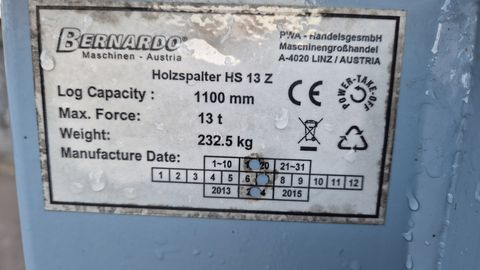 BERNARDO®
Maschinen - Austria
PWA - HandelsgesmbH
Maschinengroßhandel
A-4020 LINZ / AUSTRIA
Holzspalter HS 13 Z
Log Capacity : 1100 mm
Max. Force: 13 t
Weight: 232.5 kg
Manufacture Date:
CE
POWER-TAKE-OFF
1~10 20 21~31
1 2 3 4 5 6 8 9 10 11 12
2013 2015